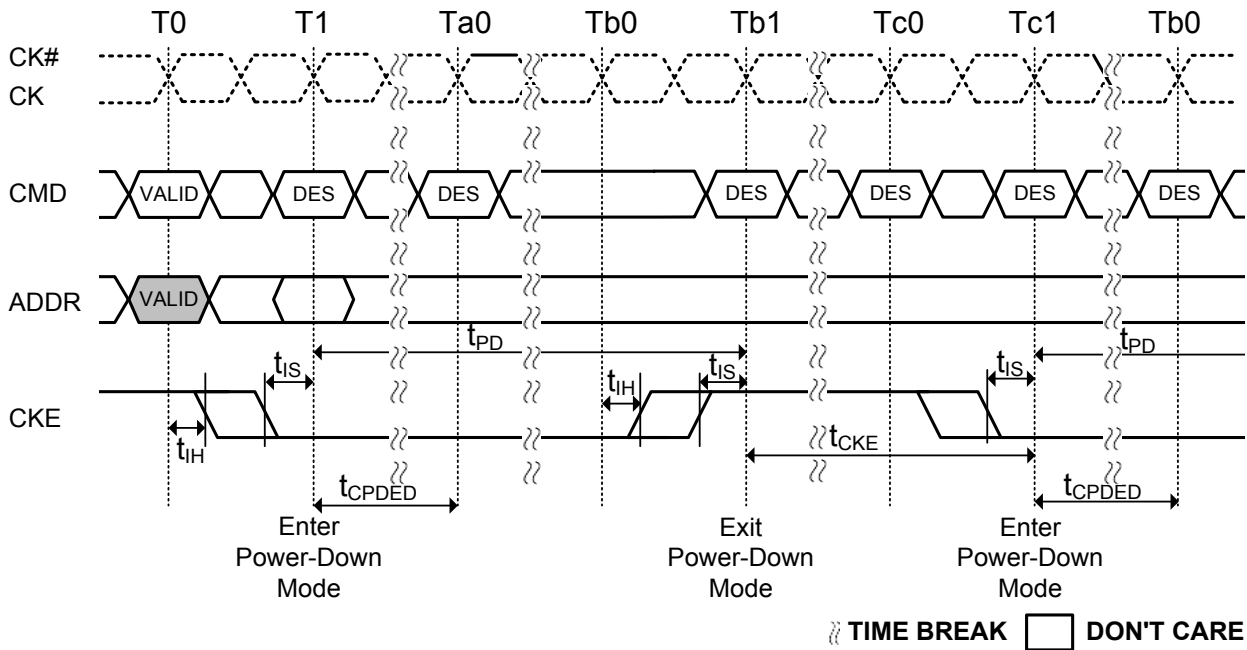 T0 T1 Ta0 Tb0 Tb1 Tc0 Tc1 Tb0
CK#
CK
CMD VALID DES DES DES DES DES DES
ADDR VALID
tPD tPD
tIS tIH tIS tIS
CKE
tIH tCKE
tCPDED tCPDED
Enter
Power-Down
Mode
Exit
Power-Down
Mode
Enter
Power-Down
Mode
TIME BREAK DON'T CARE